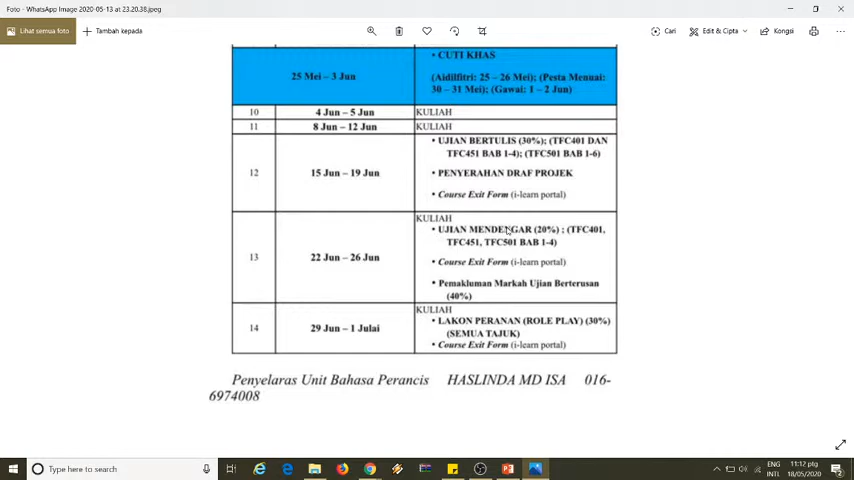 Foto - WhatsApp Image 2020-05-13 at 23.20.38.jpeg
Lihat semua foto
Tambah kepada
Cari
Edit & Cipta
Kongsi
25 Mei – 3 Jun
• CUTI KHAS
(Aidilfitri: 25 – 26 Mei); (Pesta Menuai:
30 – 31 Mei); (Gawai: 1 – 2 Jun)
10 4 Jun – 5 Jun KULIAH
11 8 Jun – 12 Jun KULIAH
12 15 Jun – 19 Jun
• UJIAN BERTULIS (30%); (TFC401 DAN
TFC451 BAB 1-4); (TFC501 BAB 1-6)
• PENYERAHAN DRAF PROJEK
• Course Exit Form (i-learn portal)
13 22 Jun – 26 Jun
KULIAH
• UJIAN MENDENGAR (20%) ; (TFC401,
TFC451, TFC501 BAB 1-4)
• Course Exit Form (i-learn portal)
• Pemakluman Markah Ujian Berterusan
(40%)
14 29 Jun – 1 Julai
KULIAH
• LAKON PERANAN (ROLE PLAY) (30%)
(SEMUA TAJUK)
• Course Exit Form (i-learn portal)
Penyelaras Unit Bahasa Perancis HASLINDA MD ISA 016-
6974008
Type here to search
ENG
INTL
11:12 ptg
18/05/2020
2